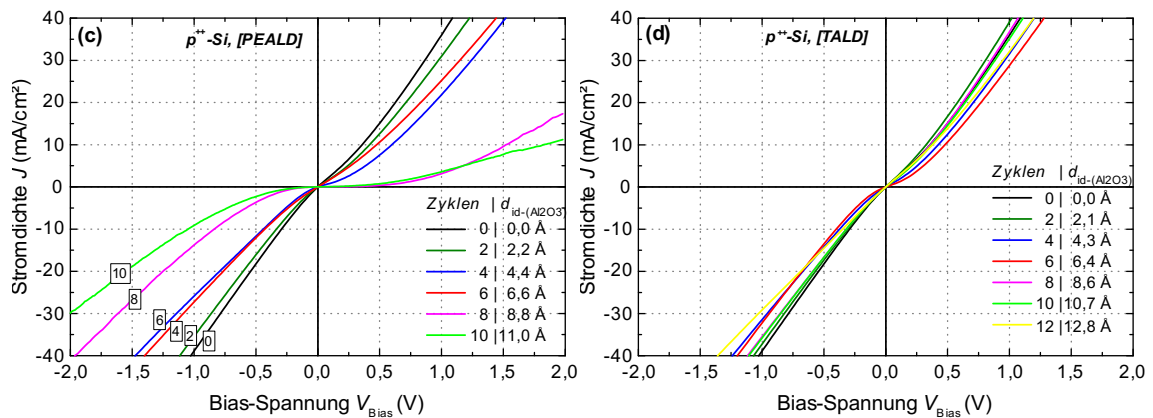 (c)
p++-Si, [PEALD]
Stromdichte J (mA/cm²)
40
30
20
10
0
-10
-20
-30
-40
Zyklen | d_id-(Al2O3)
0 | 0,0 Å
2 | 2,2 Å
4 | 4,4 Å
6 | 6,6 Å
8 | 8,8 Å
10 | 11,0 Å
10
8
6
4
2
0
-2,0 -1,5 -1,0 -0,5 0,0 0,5 1,0 1,5 2,0
Bias-Spannung V_Bias (V)
(d)
p++-Si, [TALD]
Stromdichte J (mA/cm²)
40
30
20
10
0
-10
-20
-30
-40
Zyklen | d_id-(Al2O3)
0 | 0,0 Å
2 | 2,1 Å
4 | 4,3 Å
6 | 6,4 Å
8 | 8,6 Å
10 | 10,7 Å
12 | 12,8 Å
-2,0 -1,5 -1,0 -0,5 0,0 0,5 1,0 1,5 2,0
Bias-Spannung V_Bias (V)